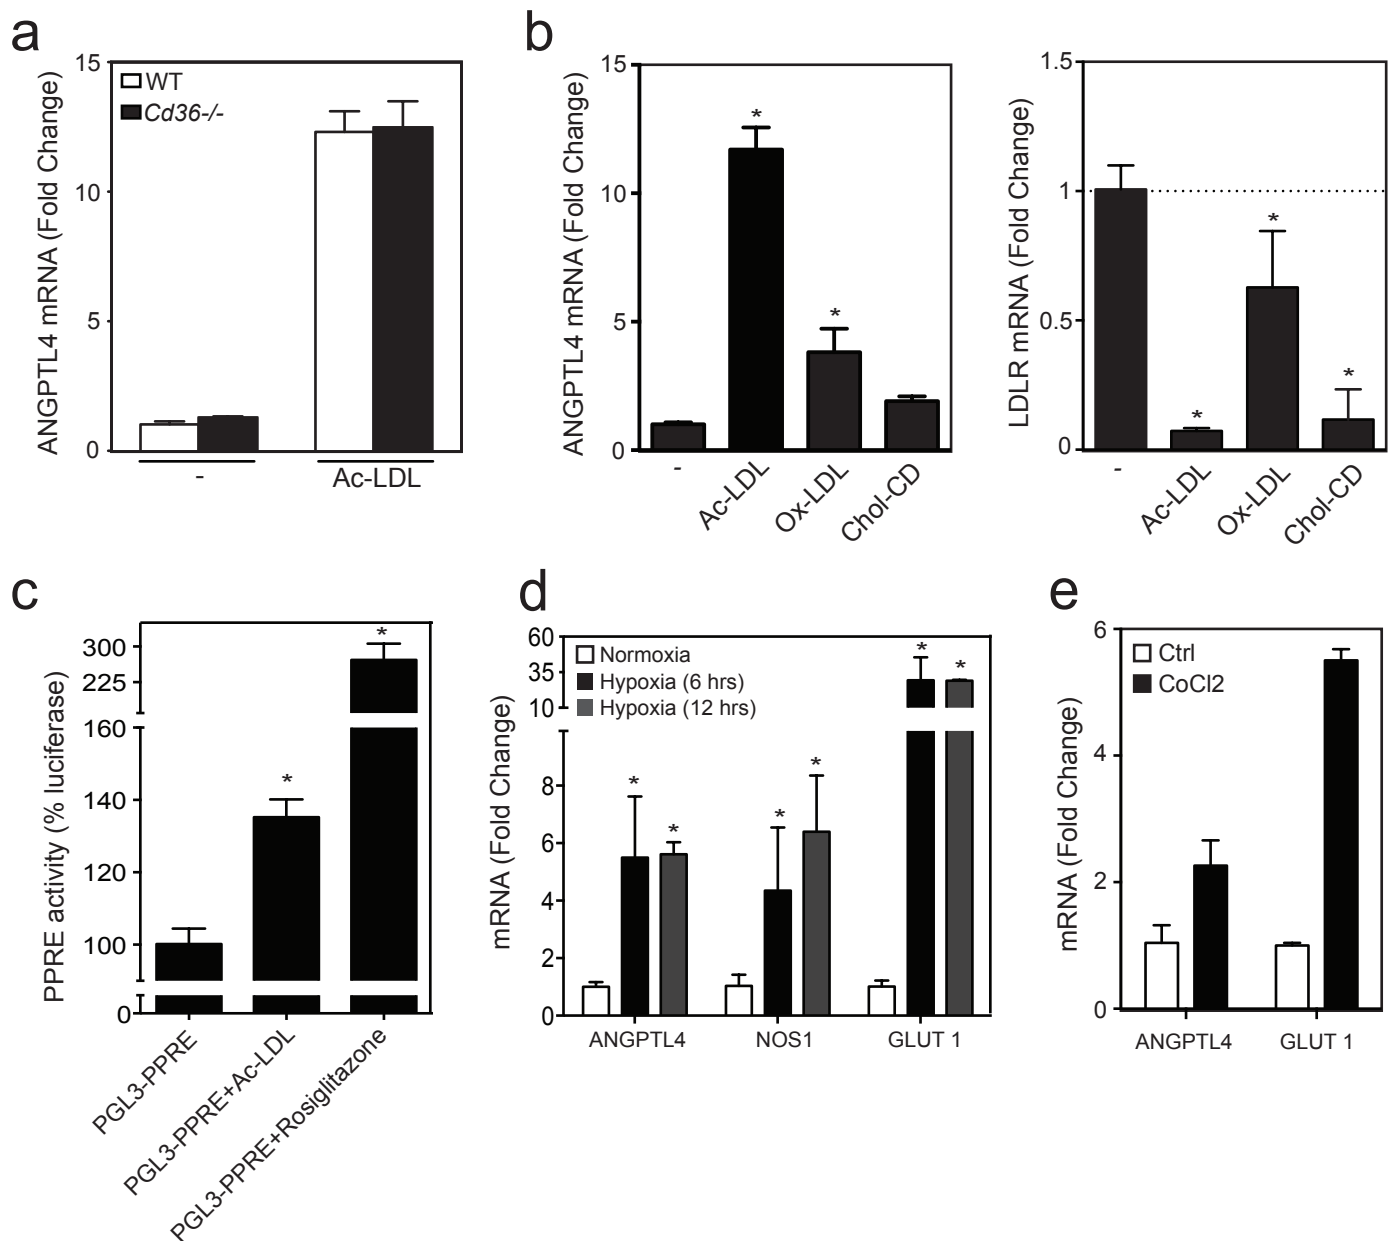 a
ANGPTL4 mRNA (Fold Change)
15
10
5
0
WT
Cd36-/-
-
Ac-LDL
b
ANGPTL4 mRNA (Fold Change)
15
10
5
0
*
*
-
Ac-LDL
Ox-LDL
Chol-CD
LDLR mRNA (Fold Change)
1.5
1
0.5
0
*
*
*
-
Ac-LDL
Ox-LDL
Chol-CD
c
PPRE activity (% luciferase)
300
225
160
140
120
100
0
*
*
PGL3-PPRE
PGL3-PPRE+Ac-LDL
PGL3-PPRE+Rosiglitazone
d
mRNA (Fold Change)
60
35
10
8
6
4
2
0
Normoxia
Hypoxia (6 hrs)
Hypoxia (12 hrs)
*
*
*
*
*
*
ANGPTL4
NOS1
GLUT 1
e
mRNA (Fold Change)
6
4
2
0
Ctrl
CoCl2
ANGPTL4
GLUT 1